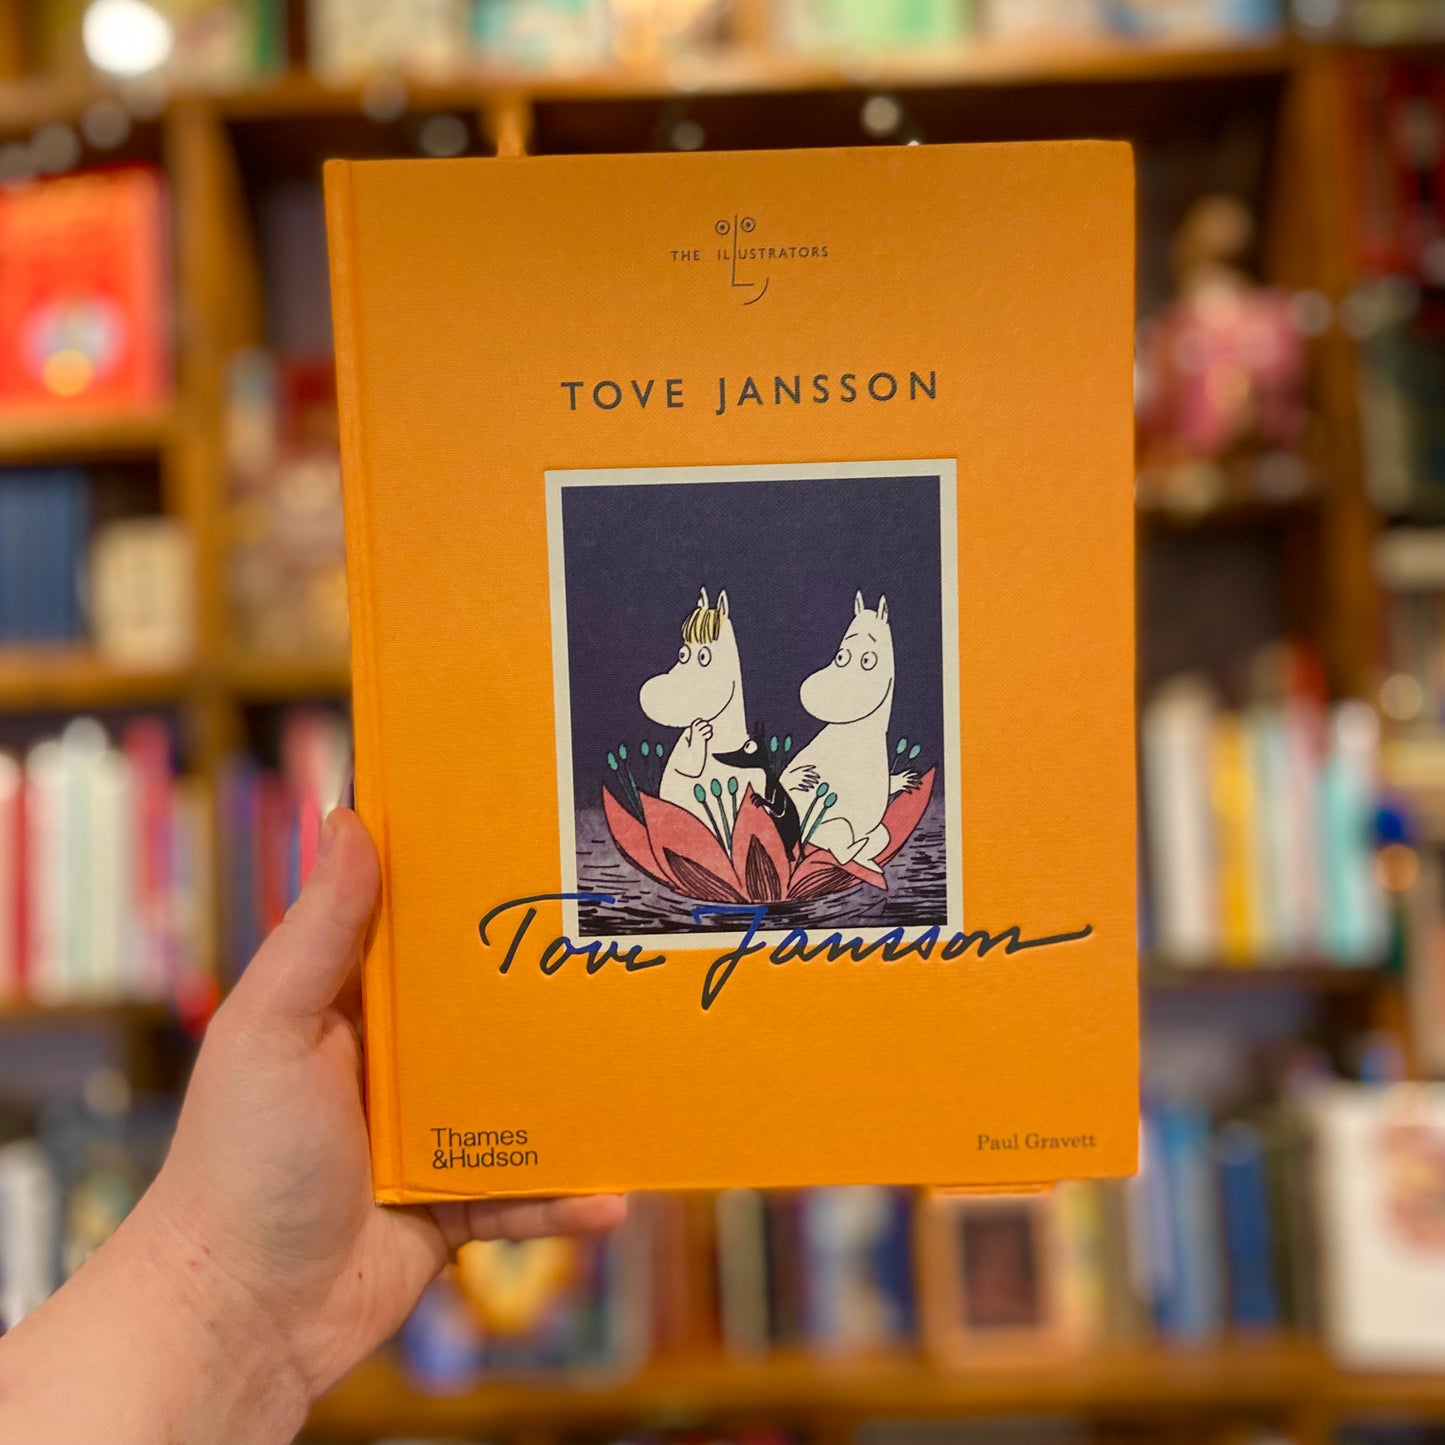 THE ILLUSTRATORS
TOVE JANSSON
Tove Jansson
Thames
&Hudson
Paul Gravett